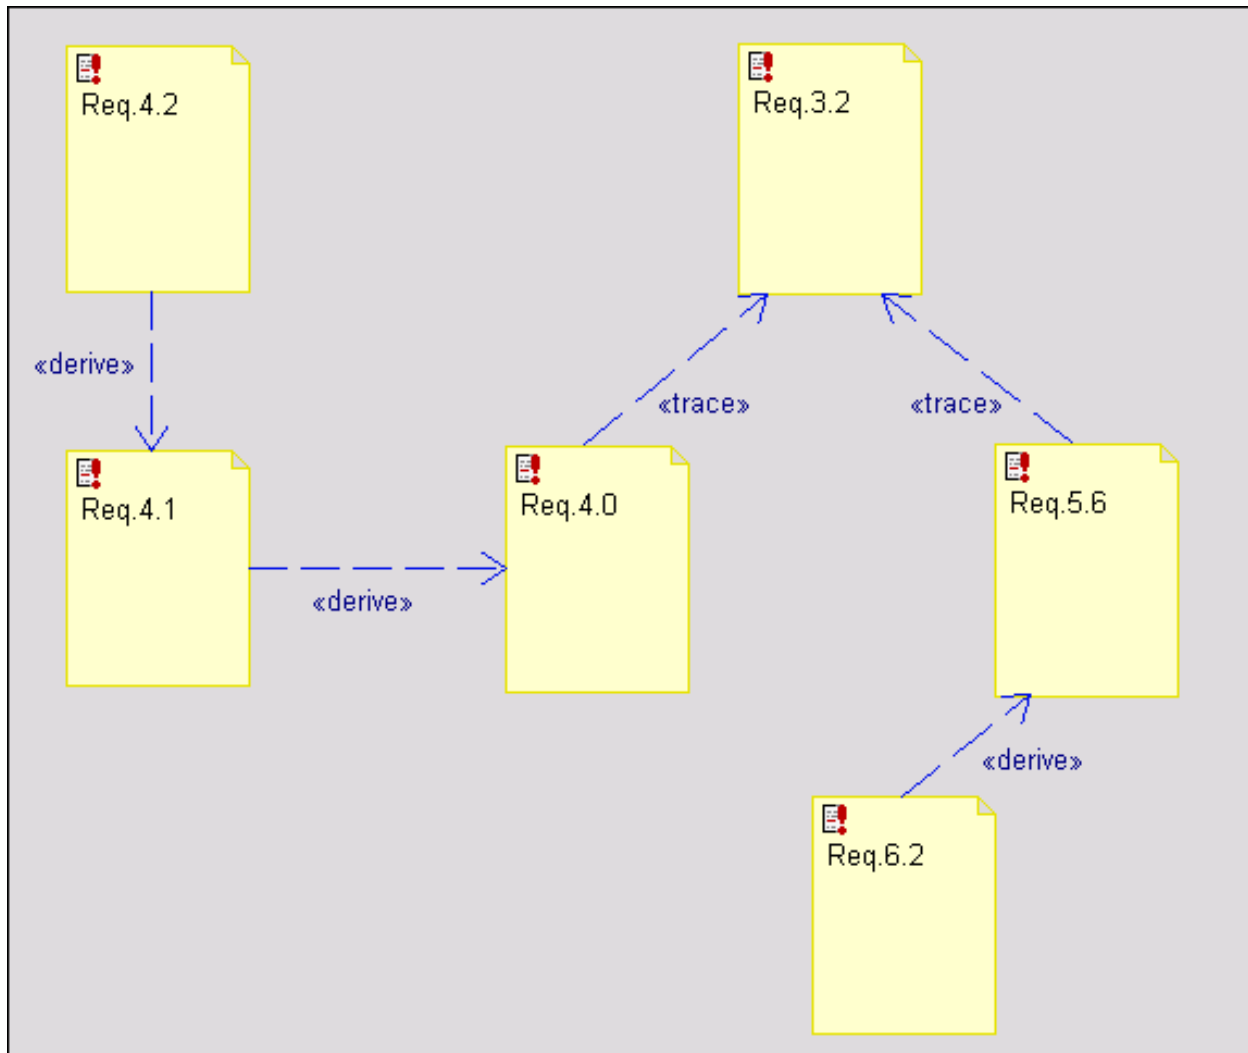 Req.4.2
Req.3.2
«derive»
«trace»
«trace»
Req.4.1
Req.4.0
Req.5.6
«derive»
«derive»
Req.6.2